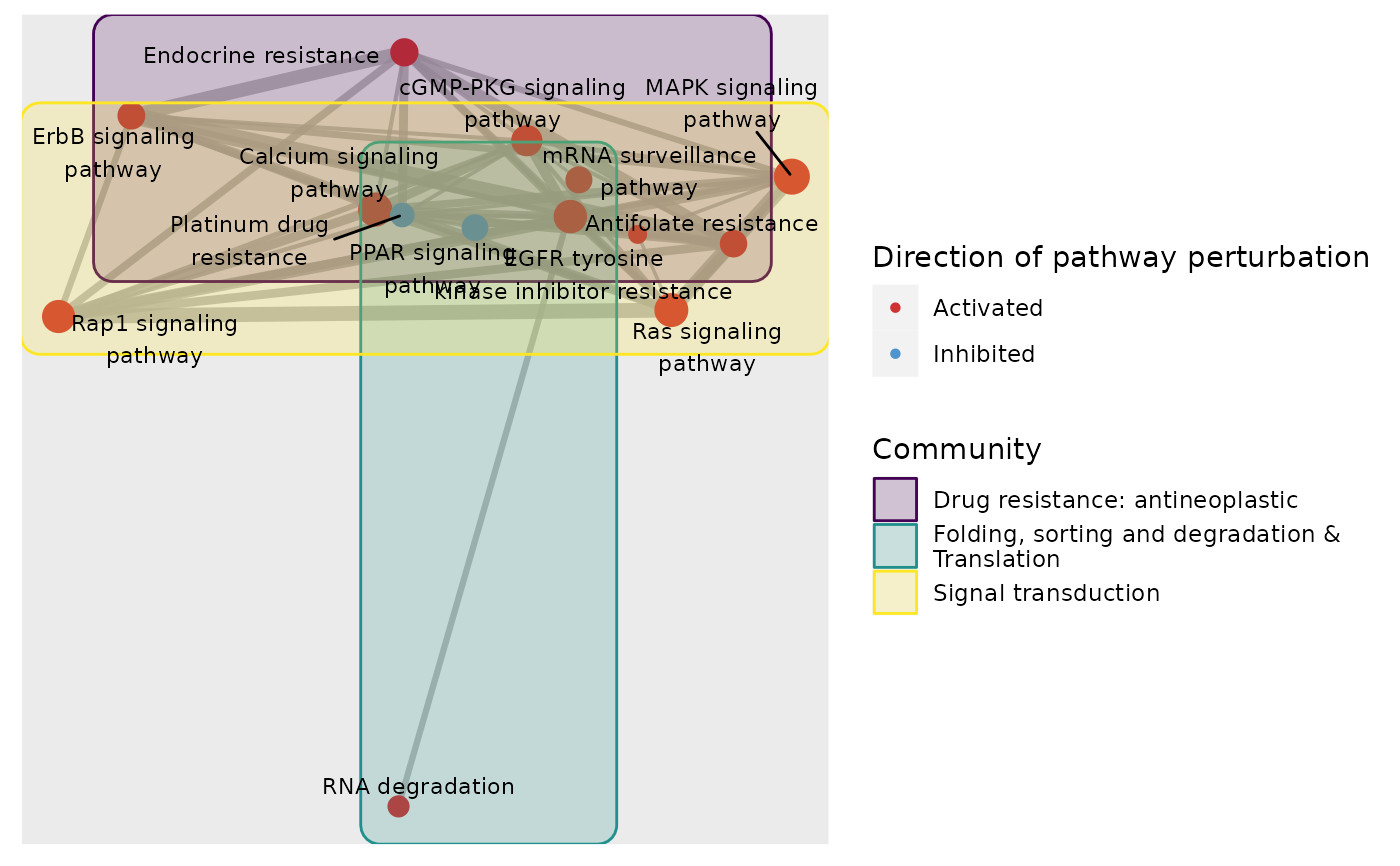 Endocrine resistance
cGMP-PKG signaling
pathway
MAPK signaling
pathway
ErbB signaling
pathway
Calcium signaling
pathway
mRNA surveillance
pathway
Platinum drug
resistance
Antifolate resistance
PPAR signaling
pathway
EGFR tyrosine
kinase inhibitor resistance
Rap1 signaling
pathway
Ras signaling
pathway
RNA degradation
Direction of pathway perturbation
Activated
Inhibited
Community
Drug resistance: antineoplastic
Folding, sorting and degradation &
Translation
Signal transduction